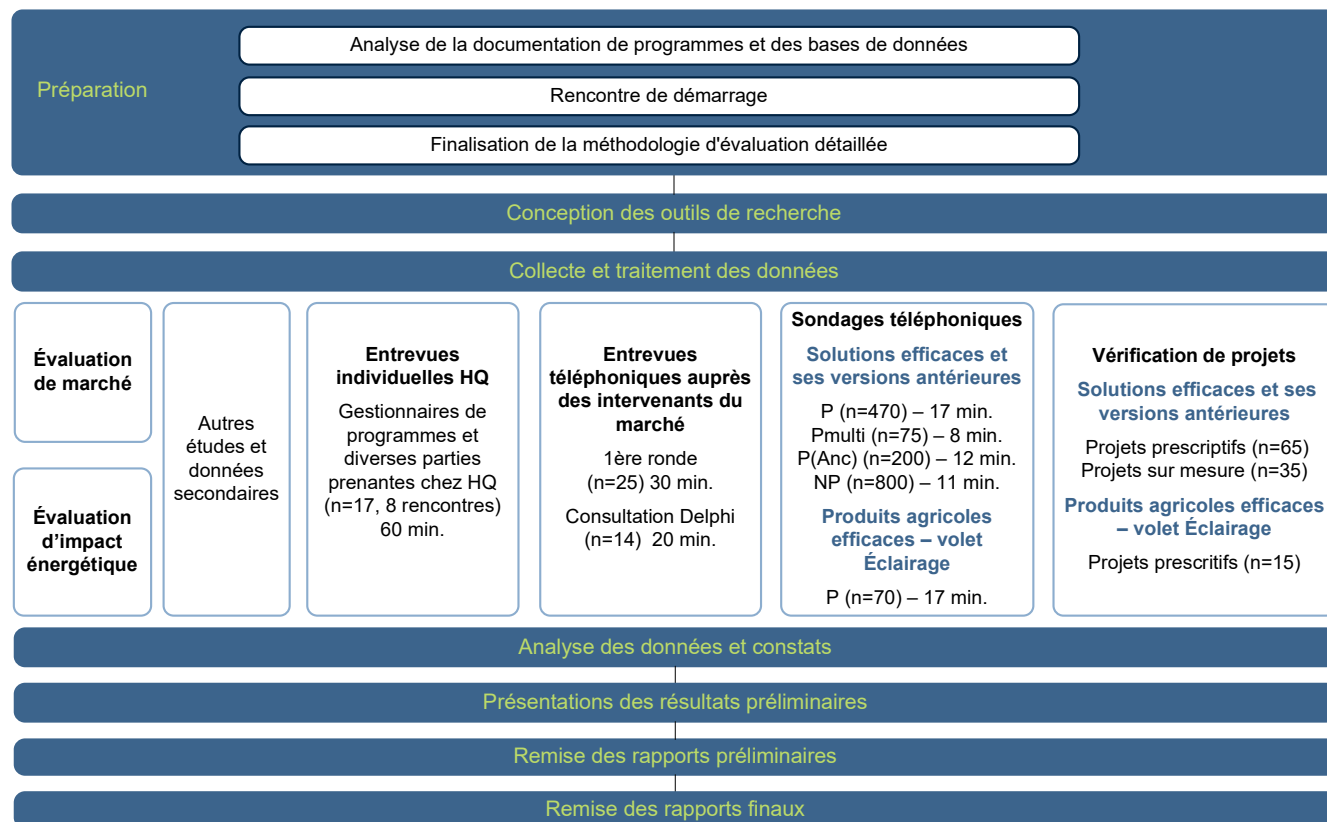 Préparation
Analyse de la documentation de programmes et des bases de données
Rencontre de démarrage
Finalisation de la méthodologie d'évaluation détaillée
Conception des outils de recherche
Collecte et traitement des données
Évaluation
de marché
Évaluation
d'impact
énergétique
Autres
études et
données
secondaires
Entrevues
individuelles HQ
Gestionnaires de
programmes et
diverses parties
prenantes chez HQ
(n=17, 8 rencontres)
60 min.
Entrevues
téléphoniques auprès
des intervenants du
marché
1ère ronde
(n=25) 30 min.
Consultation Delphi
(n=14) 20 min.
Sondages téléphoniques
Solutions efficaces et
ses versions antérieures
P (n=470) – 17 min.
Pmulti (n=75) – 8 min.
P(Anc) (n=200) – 12 min.
NP (n=800) – 11 min.
Produits agricoles
efficaces – volet
Éclairage
P (n=70) – 17 min.
Vérification de projets
Solutions efficaces et ses
versions antérieures
Projets prescriptifs (n=65)
Projets sur mesure (n=35)
Produits agricoles efficaces
– volet Éclairage
Projets prescritifs (n=15)
Analyse des données et constats
Présentations des résultats préliminaires
Remise des rapports préliminaires
Remise des rapports finaux